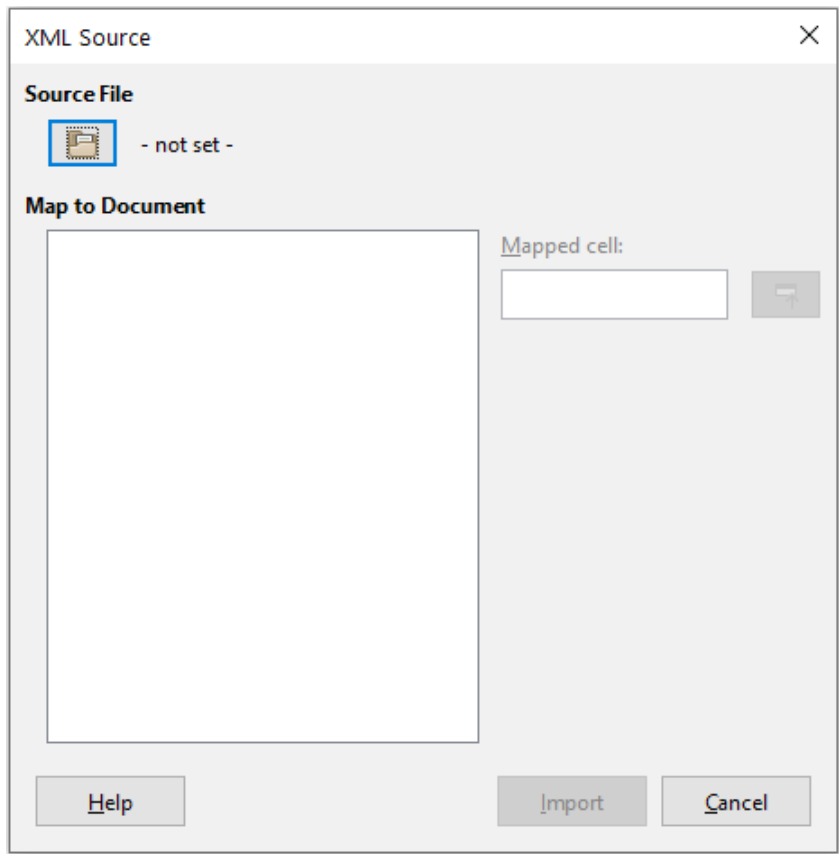 XML Source
Source File
- not set -
Map to Document
Mapped cell:
Help
Import
Cancel